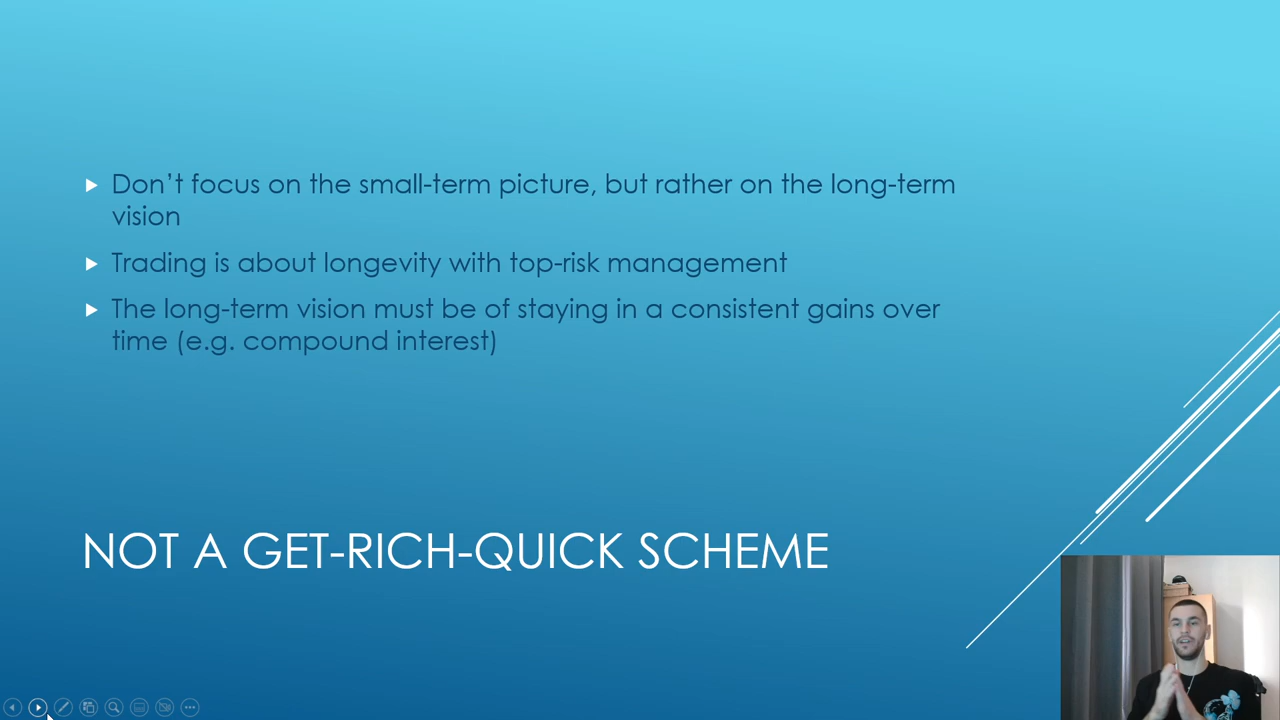 Don't focus on the small-term picture, but rather on the long-term
vision
Trading is about longevity with top-risk management
The long-term vision must be of staying in a consistent gains over
time (e.g. compound interest)
NOT A GET-RICH-QUICK SCHEME